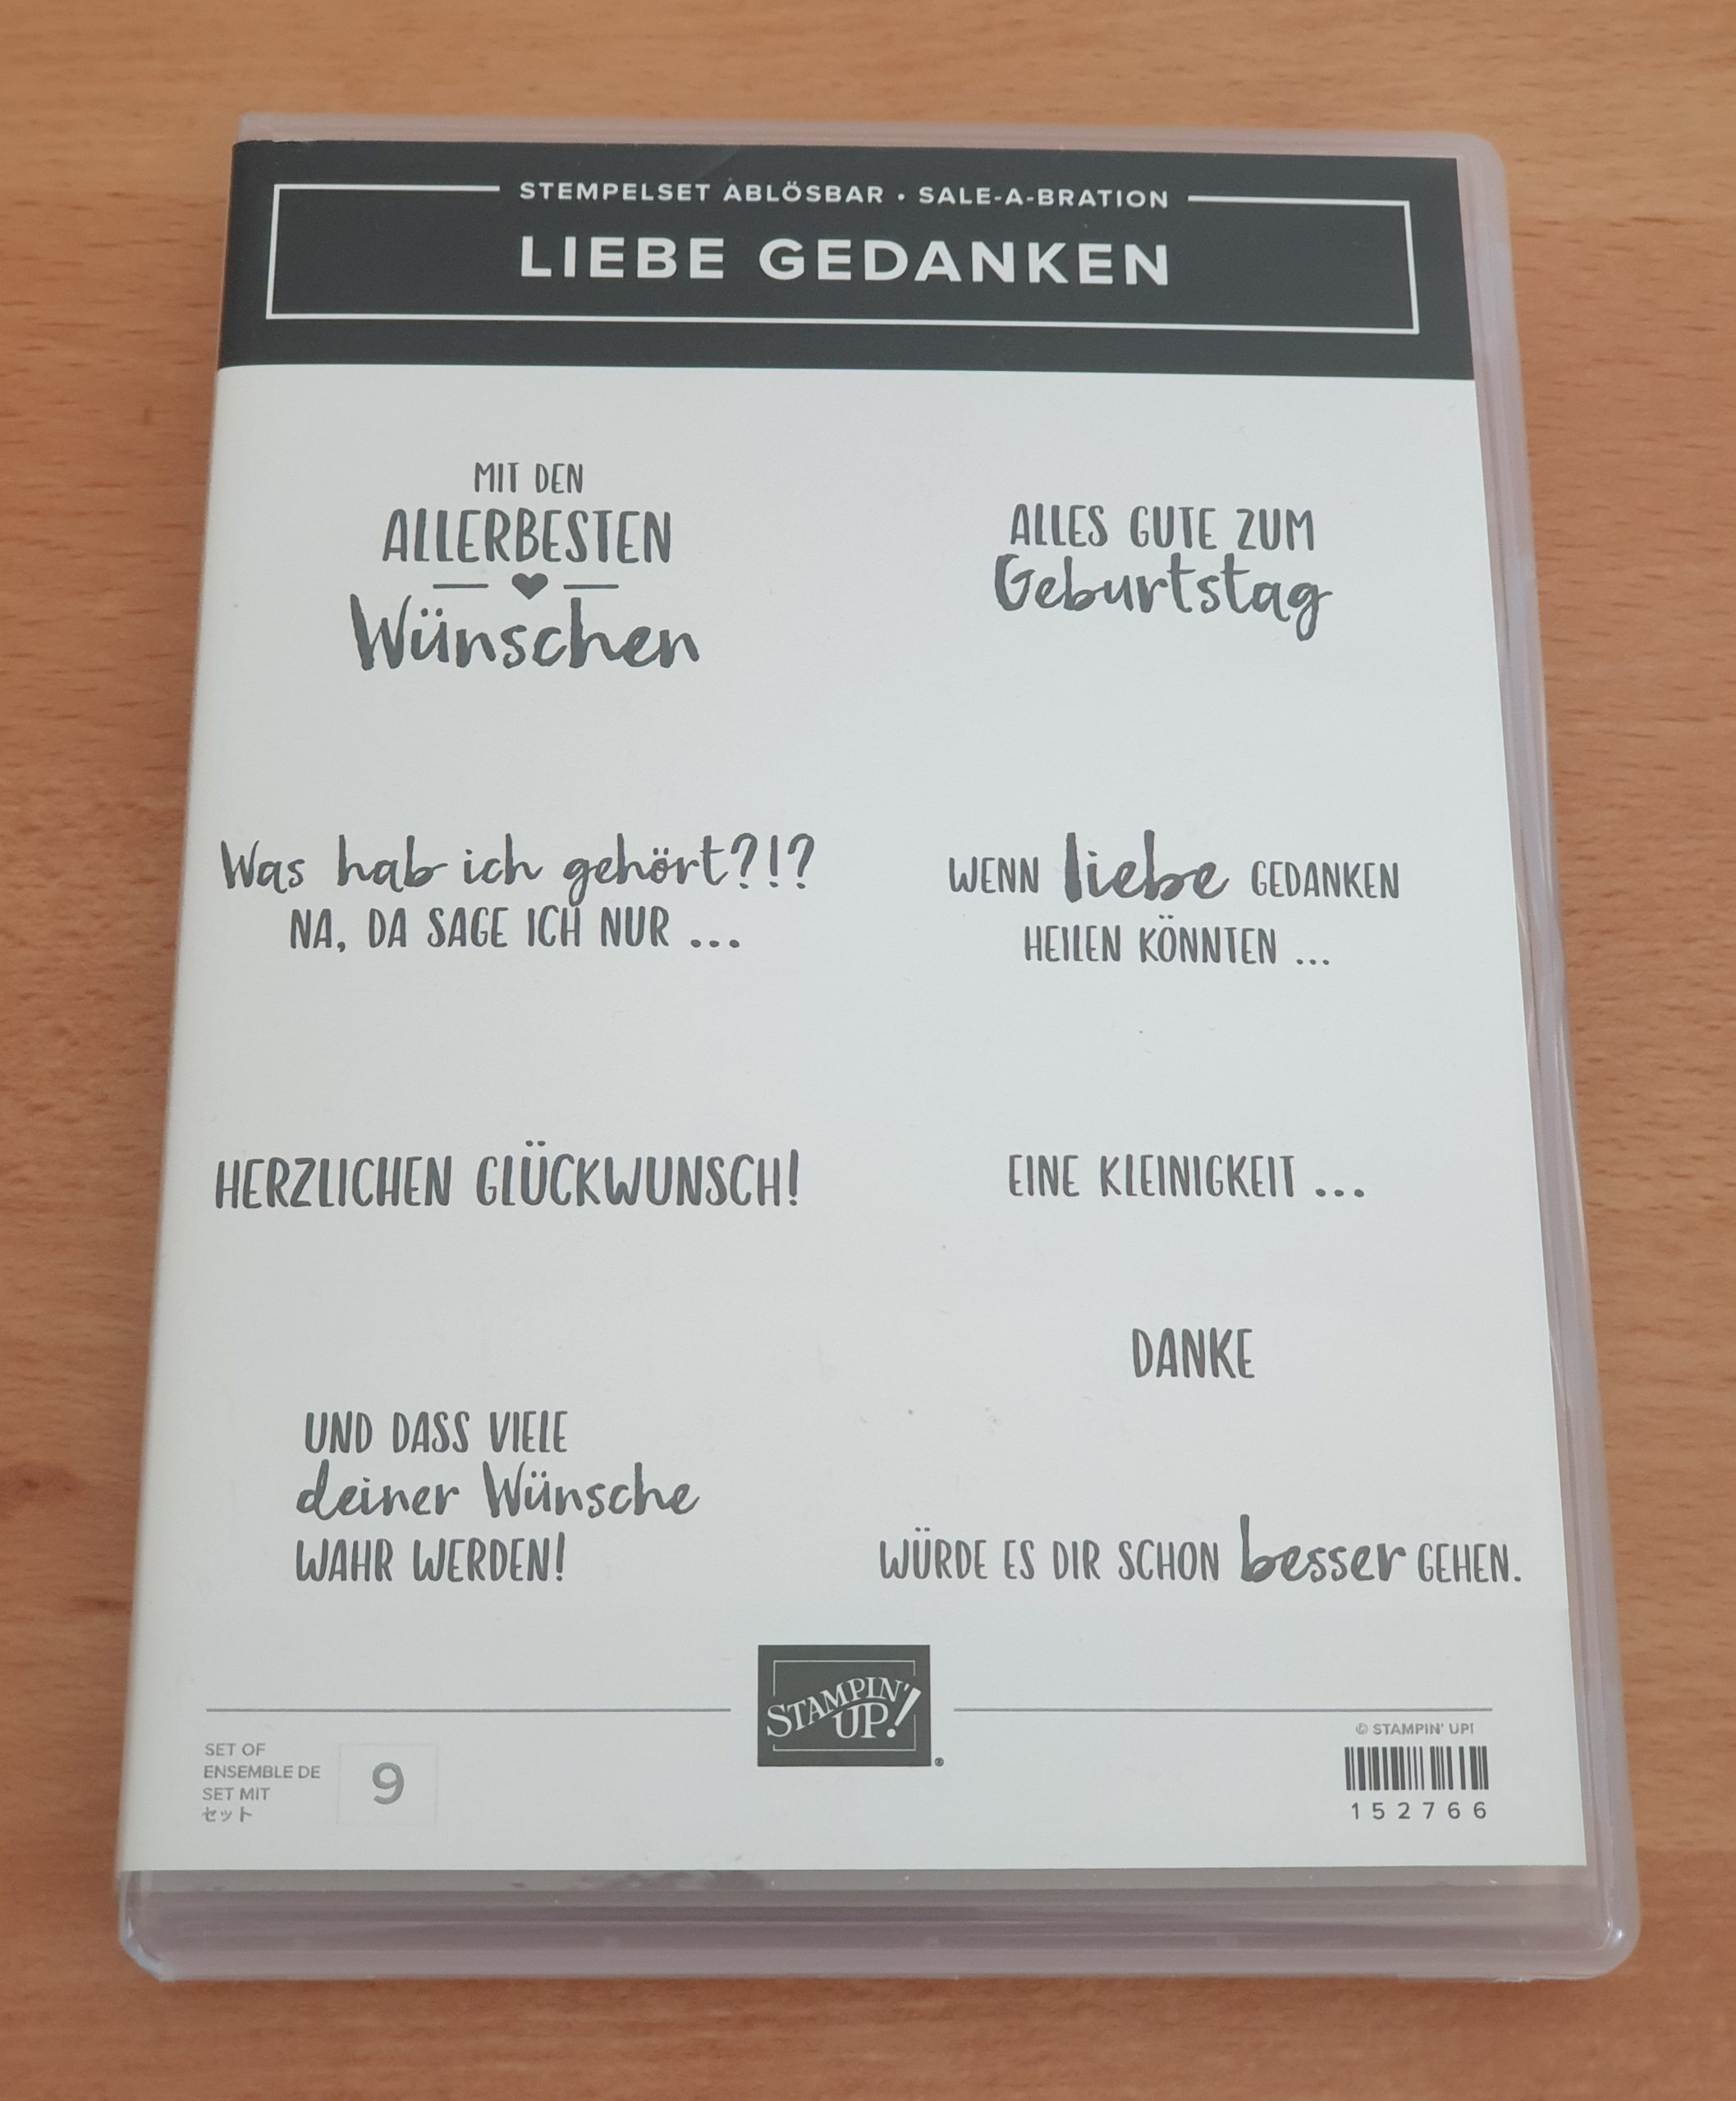 STEMPELSET ABLÖSBAR • SALE-A-BRATION
LIEBE GEDANKEN
MIT DEN
ALLERBESTEN
Wünschen
ALLES GUTE ZUM
Geburtstag
Was hab ich gehört?!?
NA, DA SAGE ICH NUR ...
WENN liebe GEDANKEN
HEILEN KÖNNTEN ...
HERZLICHEN GLÜCKWUNSCH!
EINE KLEINIGKEIT ...
DANKE
UND DASS VIELE
deiner Wünsche
WAHR WERDEN!
WÜRDE ES DIR SCHON besser GEHEN.
STAMPIN'
UP!®
SET OF
ENSEMBLE DE
SET MIT
セット
9
© STAMPIN' UP!
152766